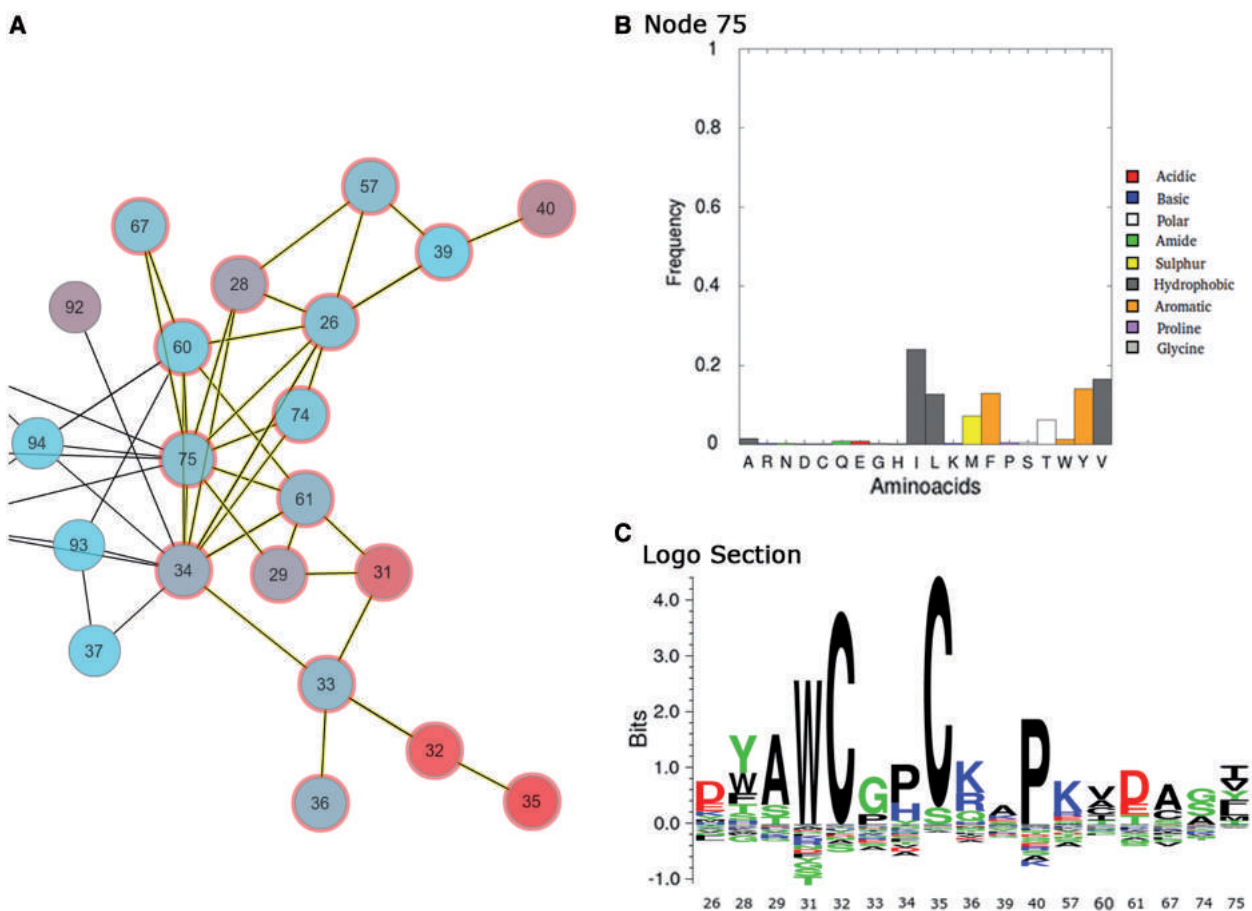 A
57
40
67
39
28
92
26
60
74
94
75
61
93
34
29
31
37
33
32
36
35
B Node 75
1
0.8
0.6
0.4
0.2
0
Frequency
A R N D C Q E G H I L K M F P S T W Y V
Aminoacids
Acidic
Basic
Polar
Amide
Sulphur
Hydrophobic
Aromatic
Proline
Glycine
C Logo Section
4.0
3.0
2.0
1.0
0.0
-1.0
Bits
26 28 29 31 32 33 34 35 36 39 40 57 60 61 67 74 75